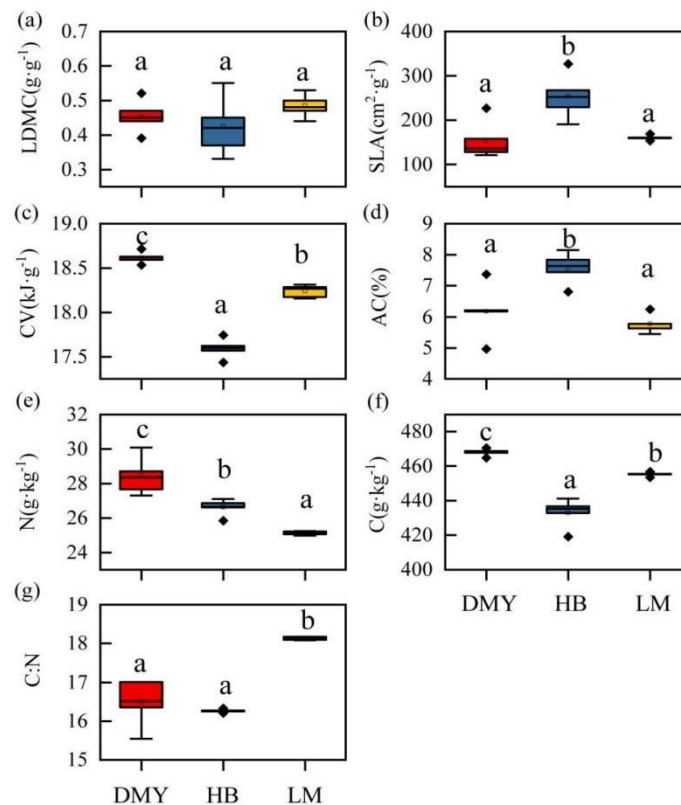 (a)
LDMC(g·g⁻¹)
0.7
0.6
0.5
0.4
0.3
a
a
a
(b)
SLA(cm²·g⁻¹)
400
300
200
100
a
b
a
(c)
CV(kJ·g⁻¹)
19.0
18.5
18.0
17.5
c
a
b
(d)
AC(%)
9
8
7
6
5
4
a
b
a
(e)
N(g·kg⁻¹)
32
30
28
26
24
c
b
a
(f)
C(g·kg⁻¹)
480
460
440
420
400
c
a
b
DMY HB LM
(g)
C:N
19
18
17
16
15
a
a
b
DMY HB LM